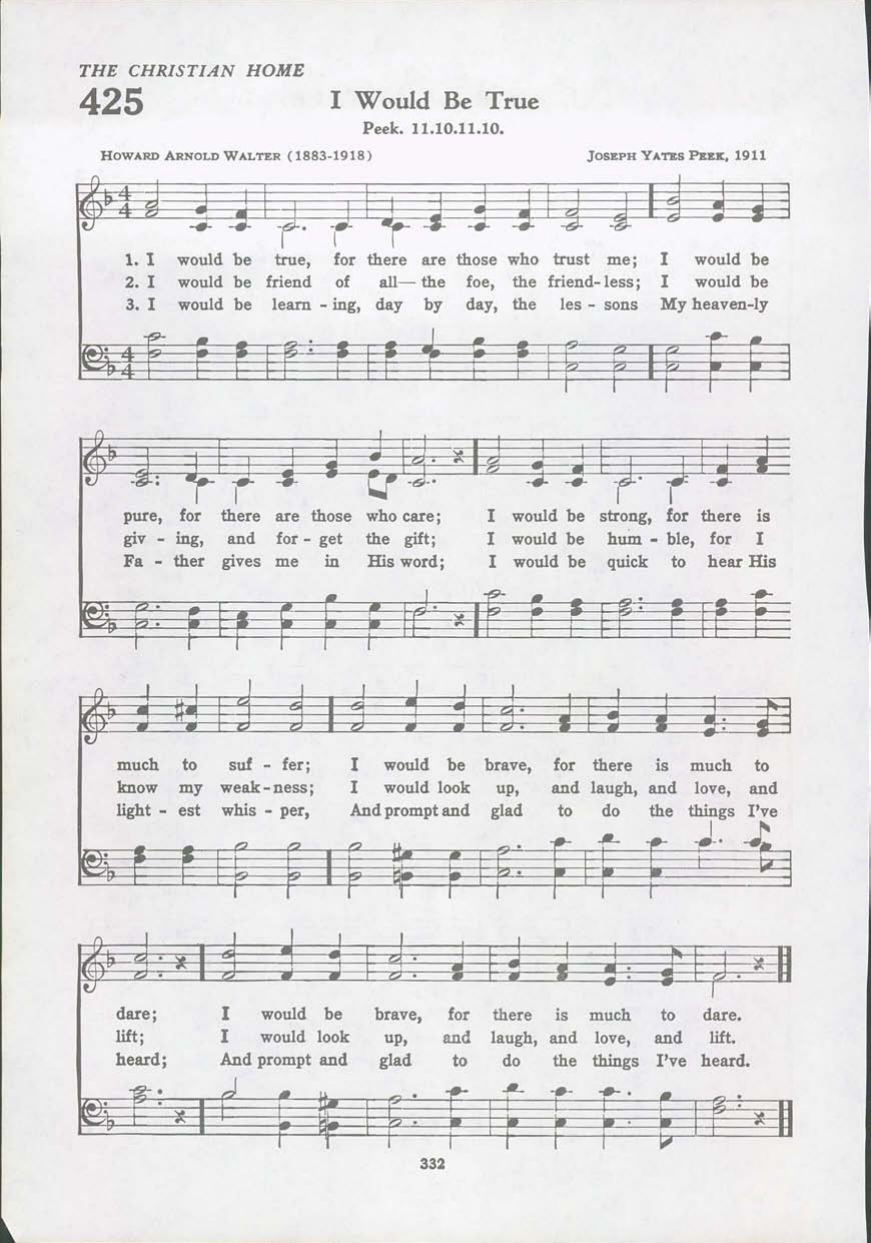 THE CHRISTIAN HOME
425
I Would Be True
Peek. 11.10.11.10.
HOWARD ARNOLD WALTER (1883-1918) JOSEPH YATES PEEK, 1911
1. I would be true, for there are those who trust me; I would be
2. I would be friend of all— the foe, the friend-less; I would be
3. I would be learn - ing, day by day, the les - sons My heaven-ly
pure, for there are those who care; I would be strong, for there is
giv - ing, and for - get the gift; I would be hum - ble, for I
Fa - ther gives me in His word; I would be quick to hear His
much to suf - fer; I would be brave, for there is much to
know my weak - ness; I would look up, and laugh, and love, and
light - est whis - per, And prompt and glad to do the things I've
dare; I would be brave, for there is much to dare.
lift; I would look up, and laugh, and love, and lift.
heard; And prompt and glad to do the things I've heard.
332